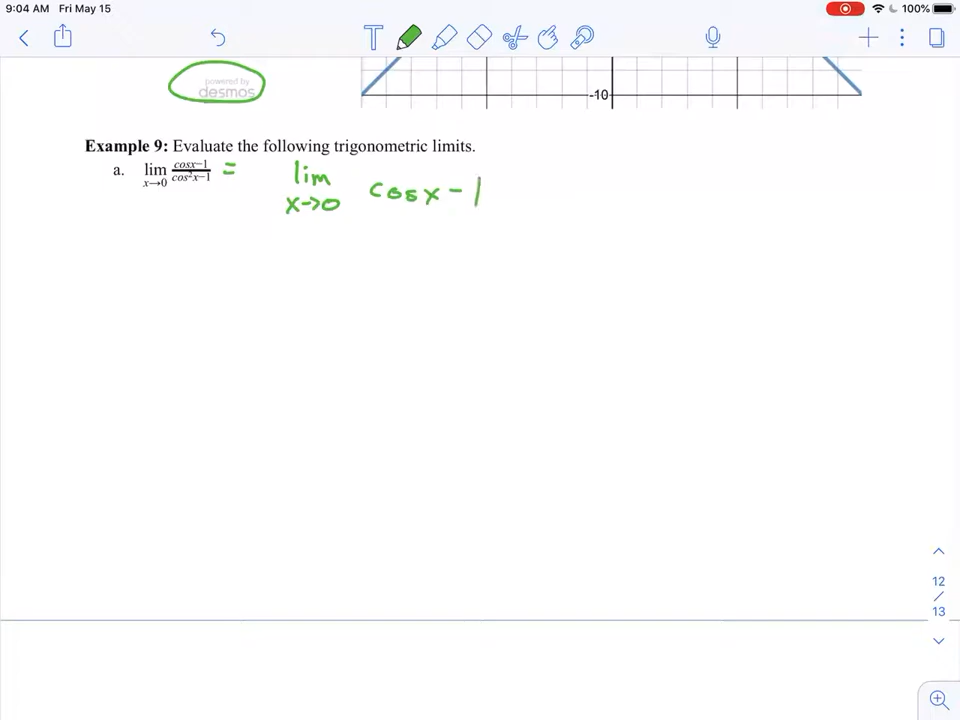 9:04 AM Fri May 15
100%
T
powered by
desmos
-10
Example 9: Evaluate the following trigonometric limits.
a. lim x→0 (cosx−1)/(cos²x−1) = lim x→0 cosx − 1
12
/
13